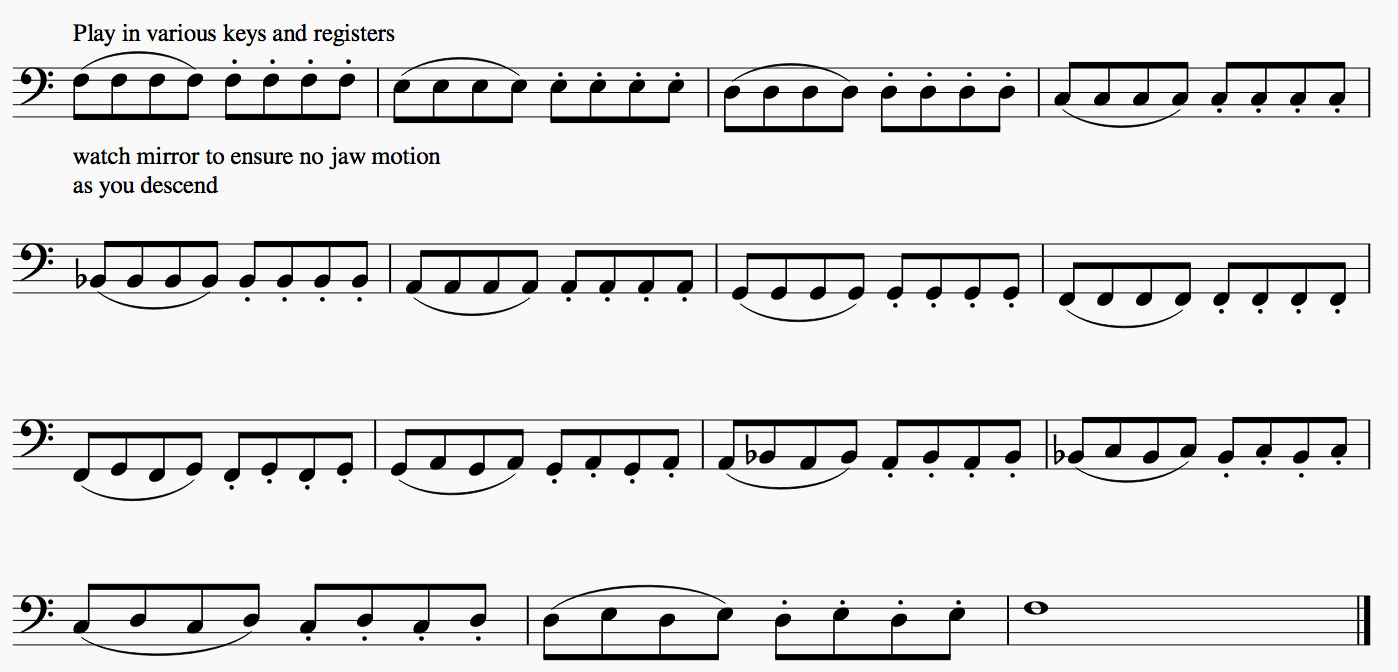 Play in various keys and registers
watch mirror to ensure no jaw motion
as you descend